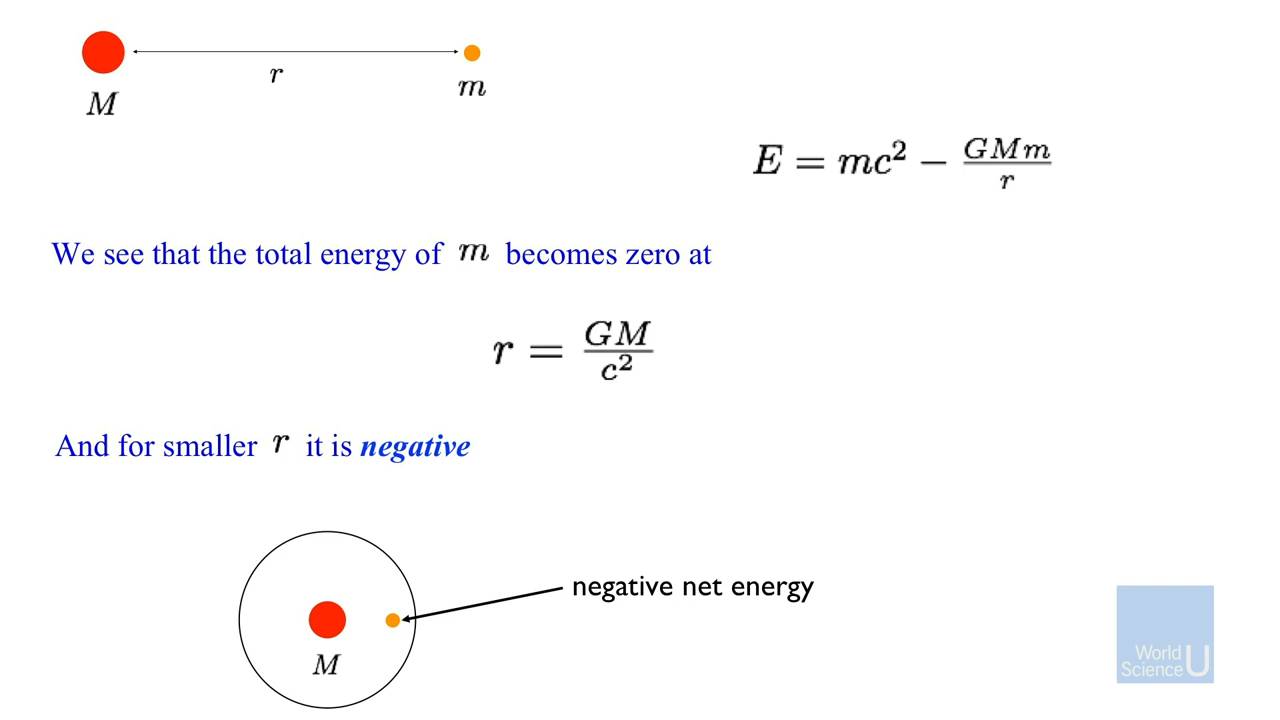 r
m
M
E = mc² − GMm/r
We see that the total energy of m becomes zero at
r = GM/c²
And for smaller r it is negative
negative net energy
M
World
Science U